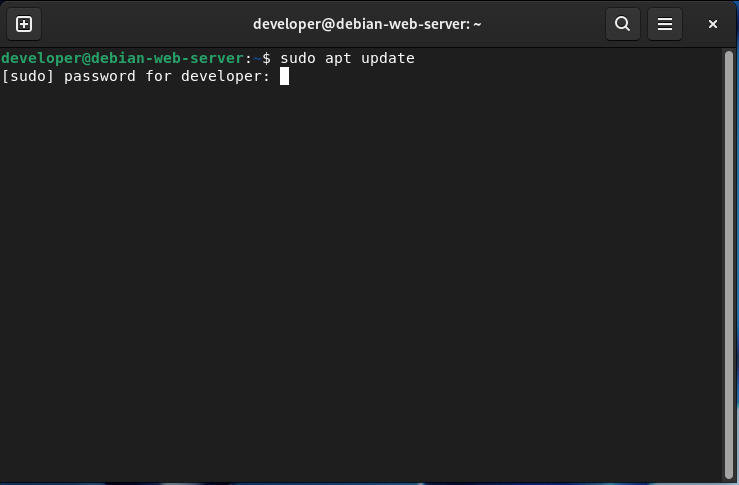 developer@debian-web-server: ~
developer@debian-web-server:~$ sudo apt update
[sudo] password for developer: